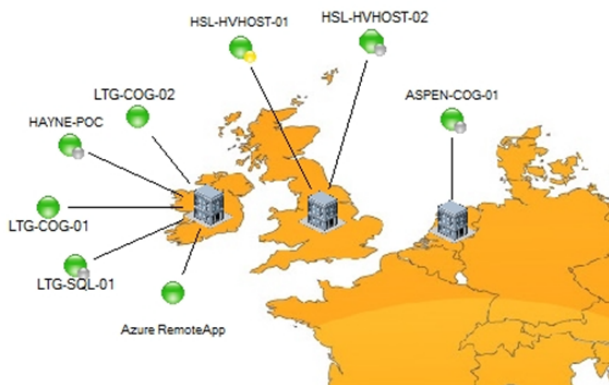 HSL-HVHOST-01
HSL-HVHOST-02
LTG-COG-02
ASPEN-COG-01
HAYNE-POC
LTG-COG-01
LTG-SQL-01
Azure RemoteApp